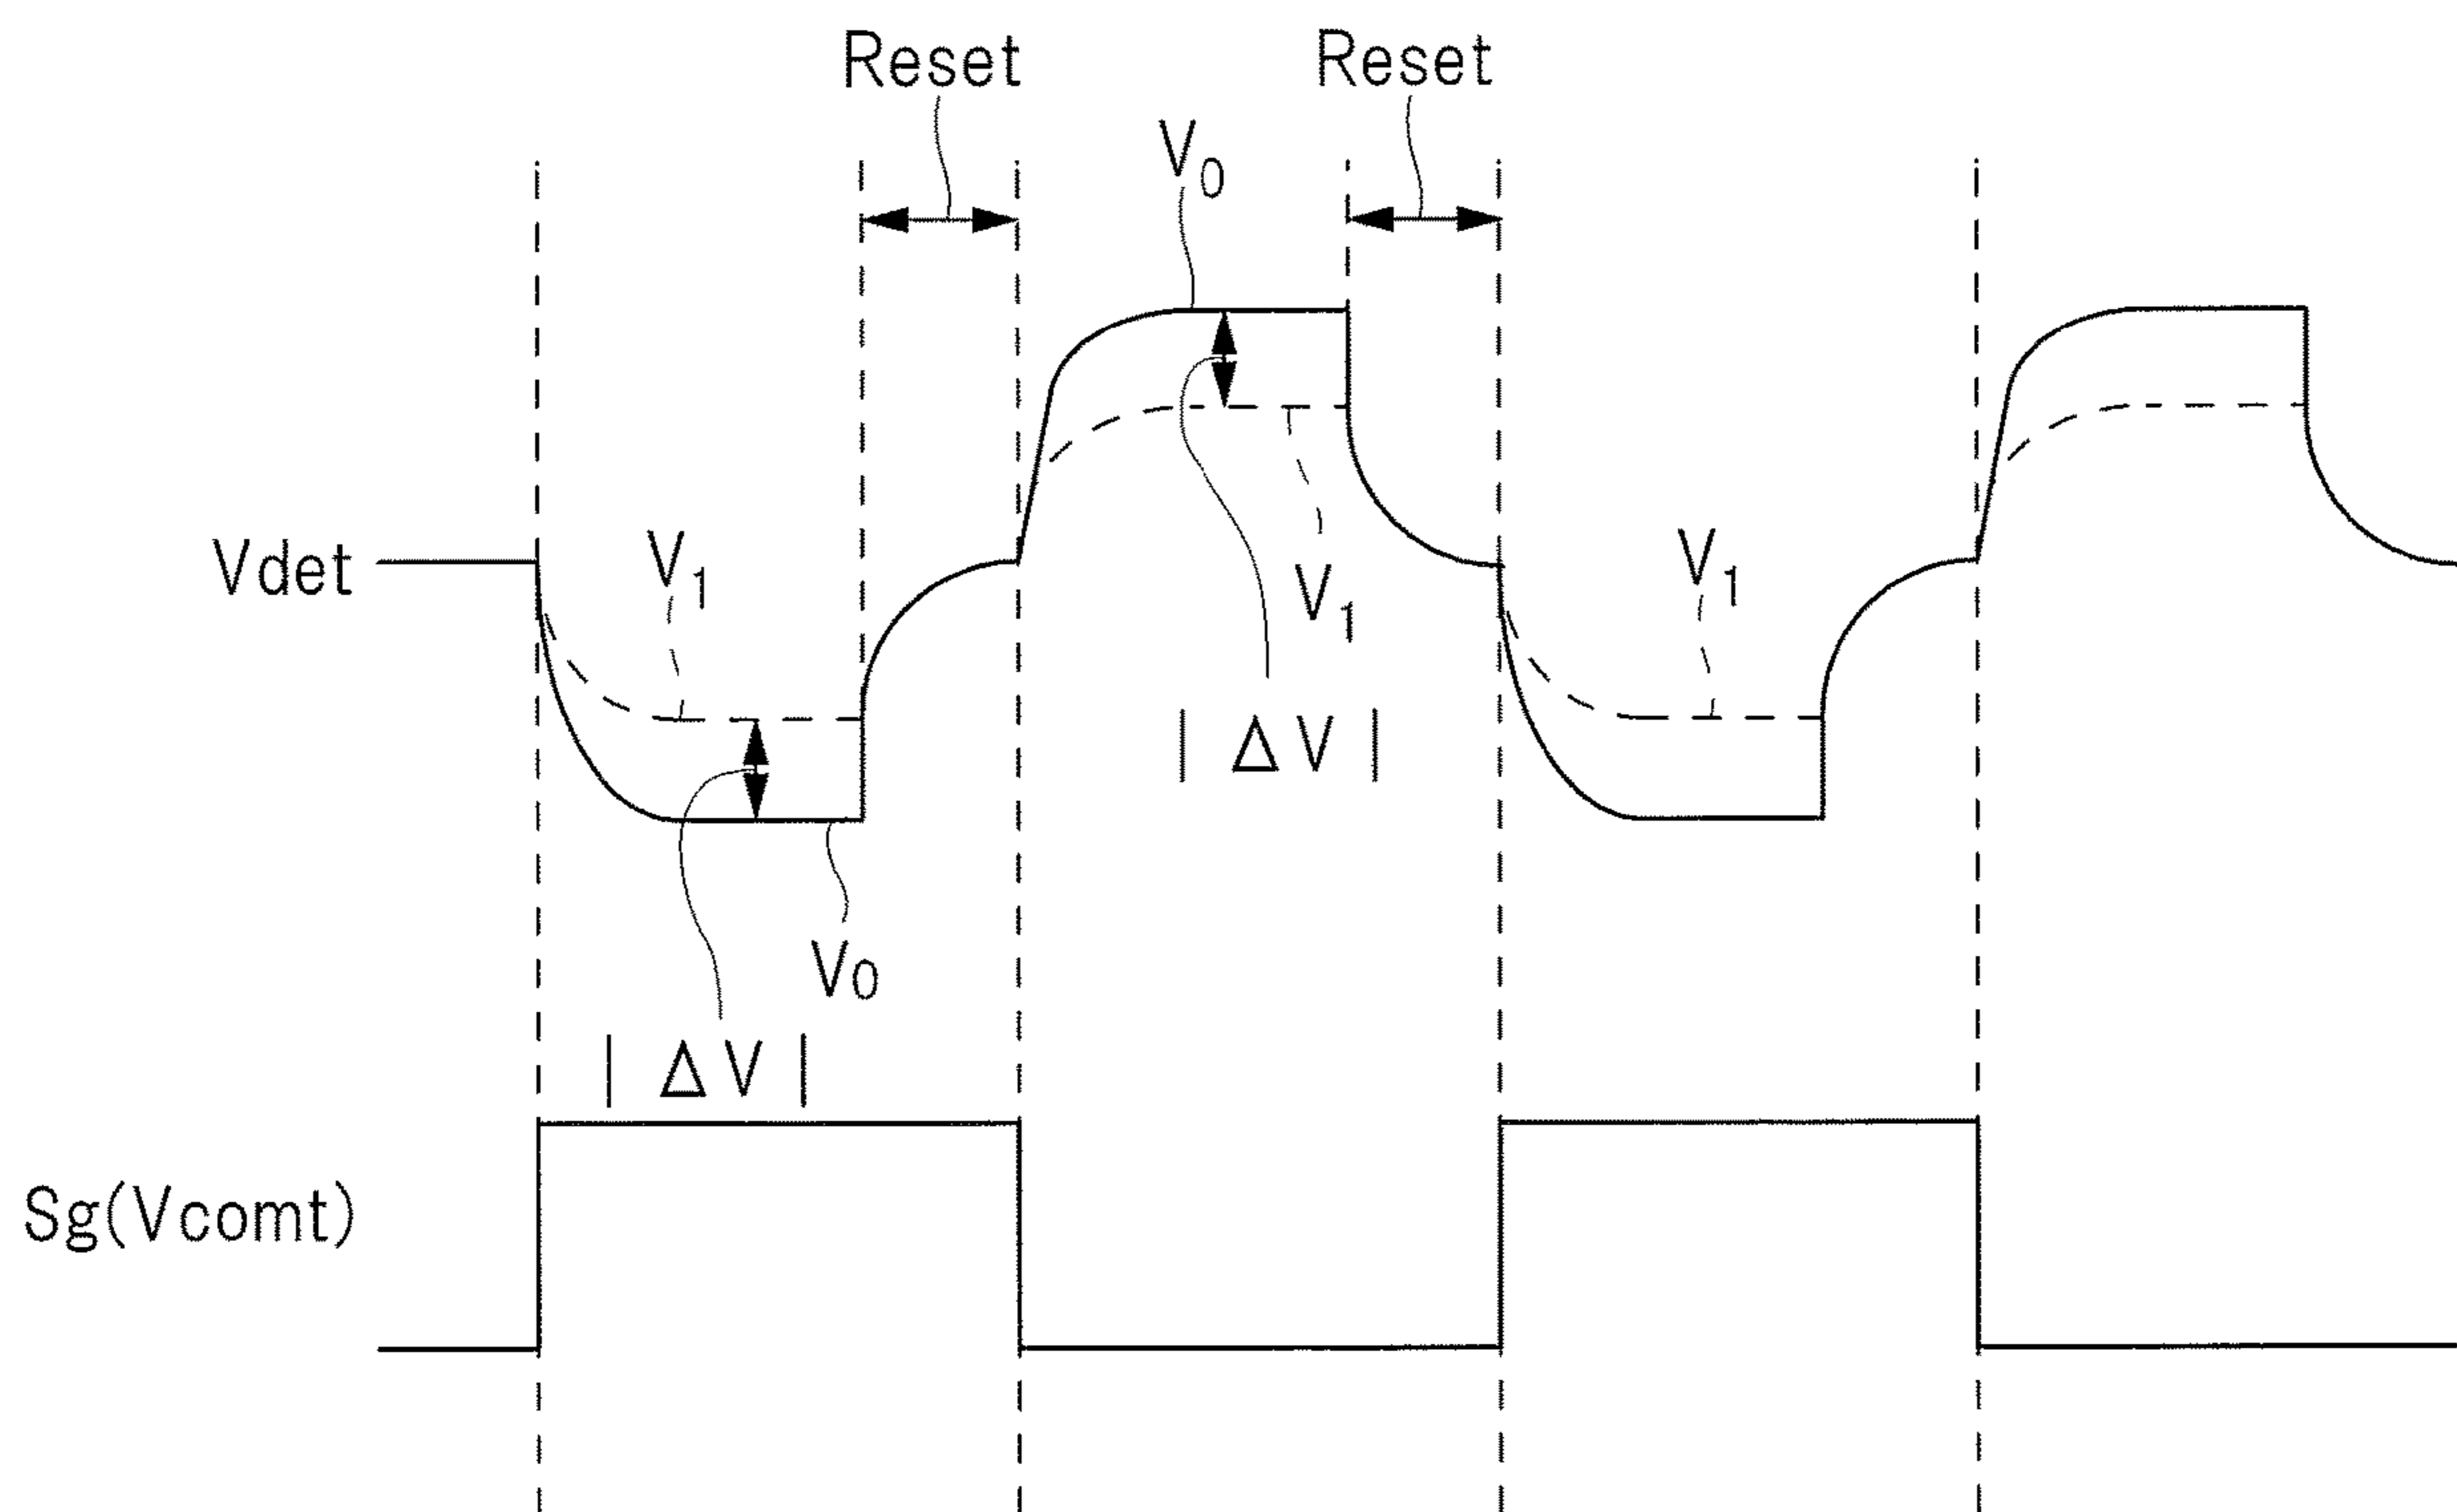 Reset Reset
V0
Vdet V1 V1 V1
|ΔV|
V0
|ΔV|
Sg(Vcomt)